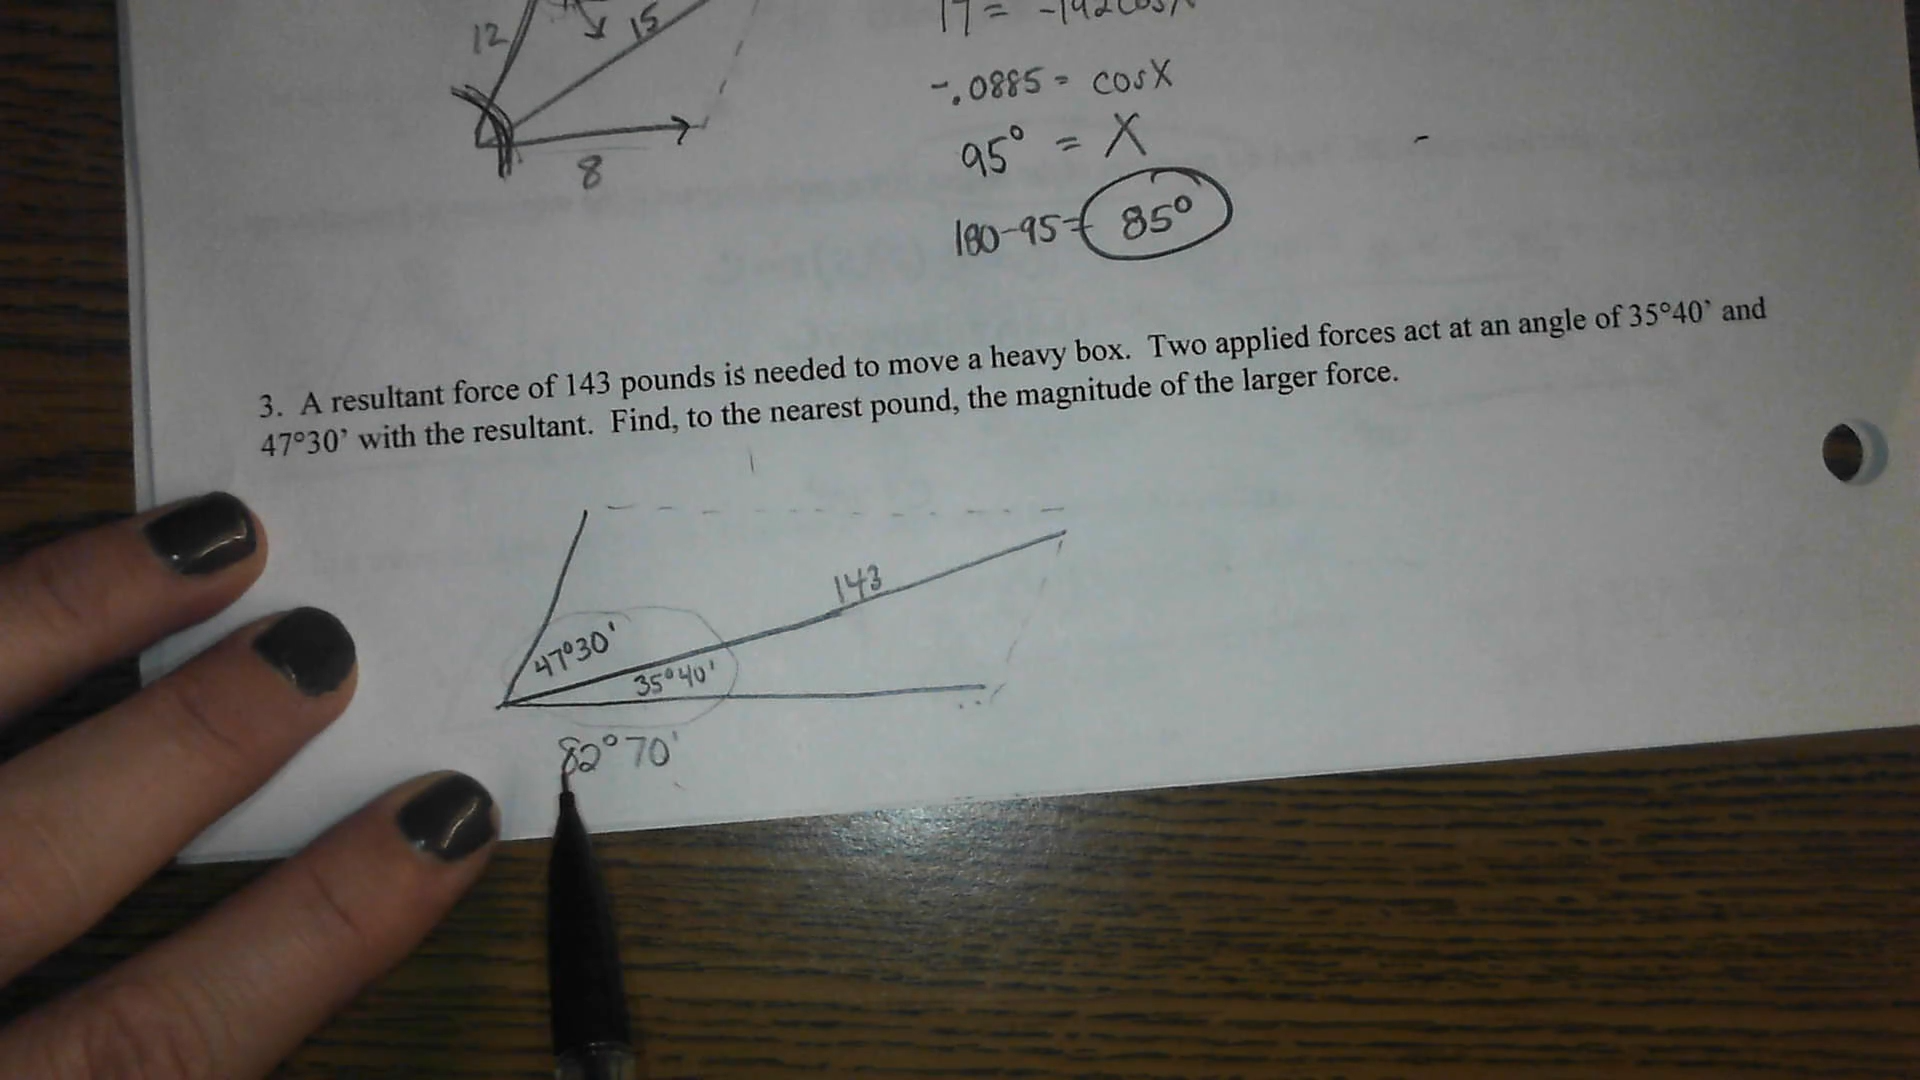 12
15
8
17 = -192cosX
-.0885 = cosX
95° = X
180-95= 85°
3. A resultant force of 143 pounds is needed to move a heavy box. Two applied forces act at an angle of 35°40’ and
47°30’ with the resultant. Find, to the nearest pound, the magnitude of the larger force.
143
47°30'
35°40'
82°70'